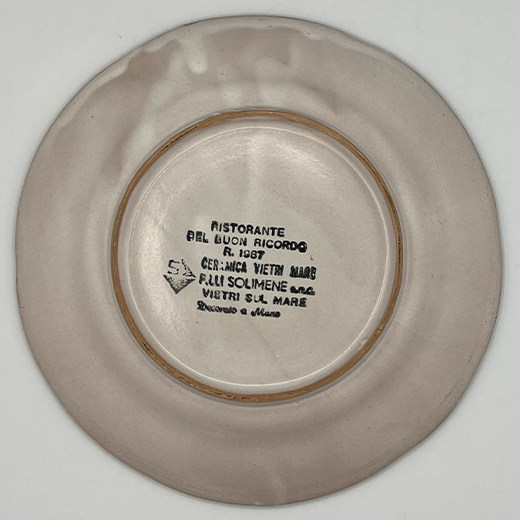 RISTORANTE
DEL BUON RICORDO
R. 1987
CERAMICA VIETRI MARE
F.LLI SOLIMENE s.n.c.
VIETRI SUL MARE
Decorato a Mano